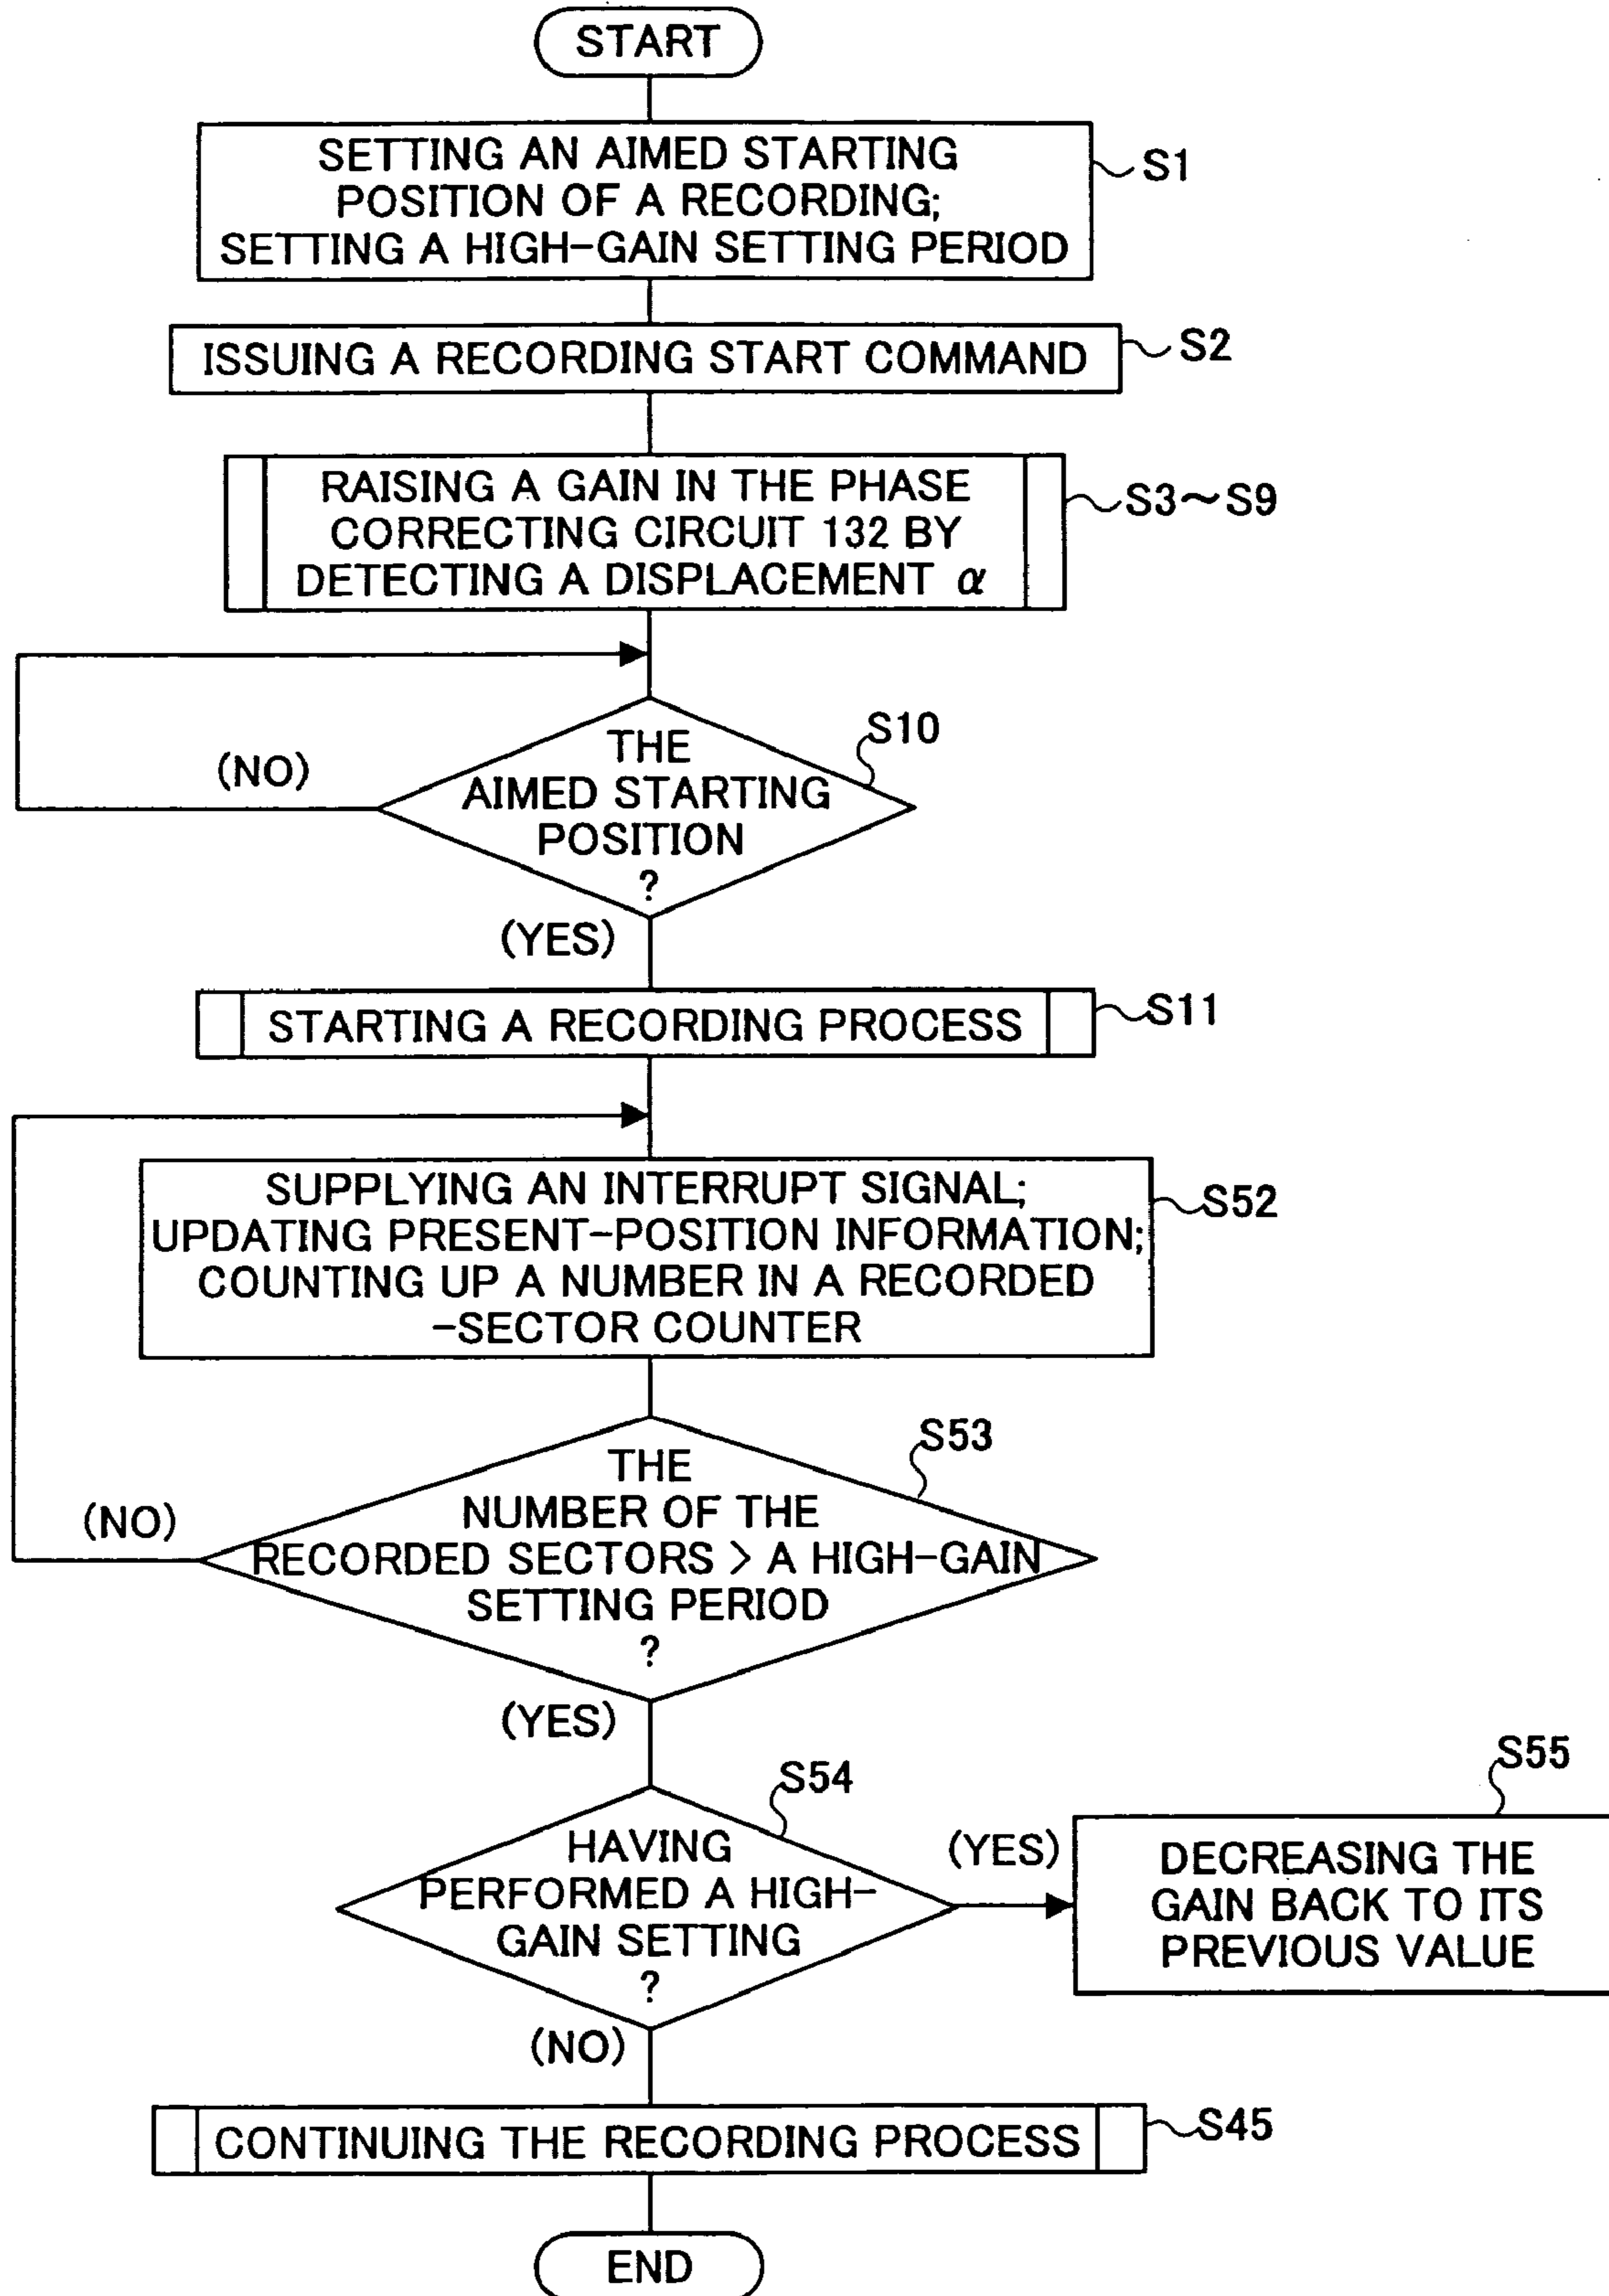 START
SETTING AN AIMED STARTING
POSITION OF A RECORDING;
SETTING A HIGH-GAIN SETTING PERIOD
S1
ISSUING A RECORDING START COMMAND
S2
RAISING A GAIN IN THE PHASE
CORRECTING CIRCUIT 132 BY
DETECTING A DISPLACEMENT α
S3~S9
THE
AIMED STARTING
POSITION
?
S10
(NO)
(YES)
STARTING A RECORDING PROCESS
S11
SUPPLYING AN INTERRUPT SIGNAL;
UPDATING PRESENT-POSITION INFORMATION;
COUNTING UP A NUMBER IN A RECORDED
-SECTOR COUNTER
S52
THE
NUMBER OF THE
RECORDED SECTORS > A HIGH-GAIN
SETTING PERIOD
?
S53
(NO)
(YES)
HAVING
PERFORMED A HIGH-
GAIN SETTING
?
S54
(YES)
DECREASING THE
GAIN BACK TO ITS
PREVIOUS VALUE
S55
(NO)
CONTINUING THE RECORDING PROCESS
S45
END